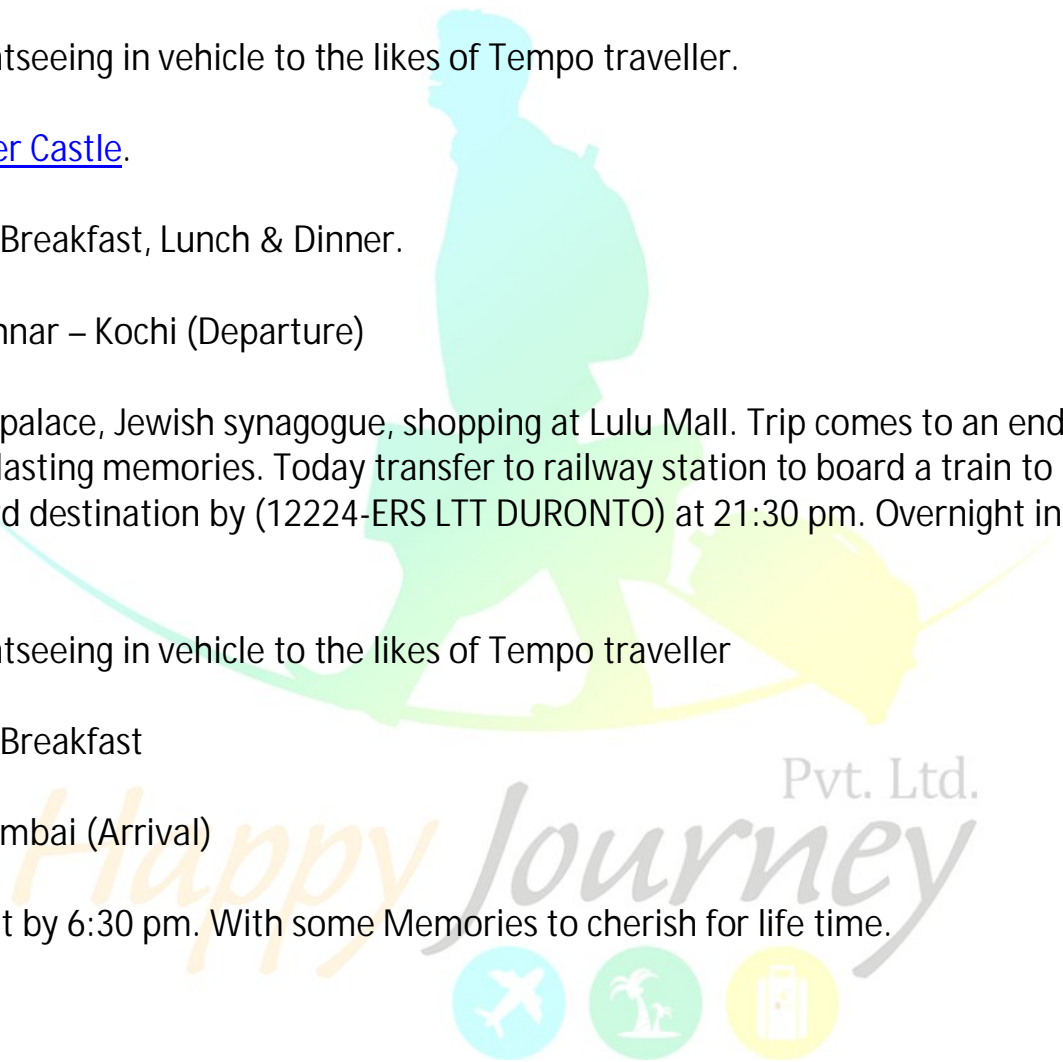 tseeing in vehicle to the likes of Tempo traveller.
er Castle.
Breakfast, Lunch & Dinner.
nnar – Kochi (Departure)
palace, Jewish synagogue, shopping at Lulu Mall. Trip comes to an end
lasting memories. Today transfer to railway station to board a train to
d destination by (12224-ERS LTT DURONTO) at 21:30 pm. Overnight in
tseeing in vehicle to the likes of Tempo traveller
Breakfast
Pvt. Ltd.
mbai (Arrival)
Happy Journey
t by 6:30 pm. With some Memories to cherish for life time.